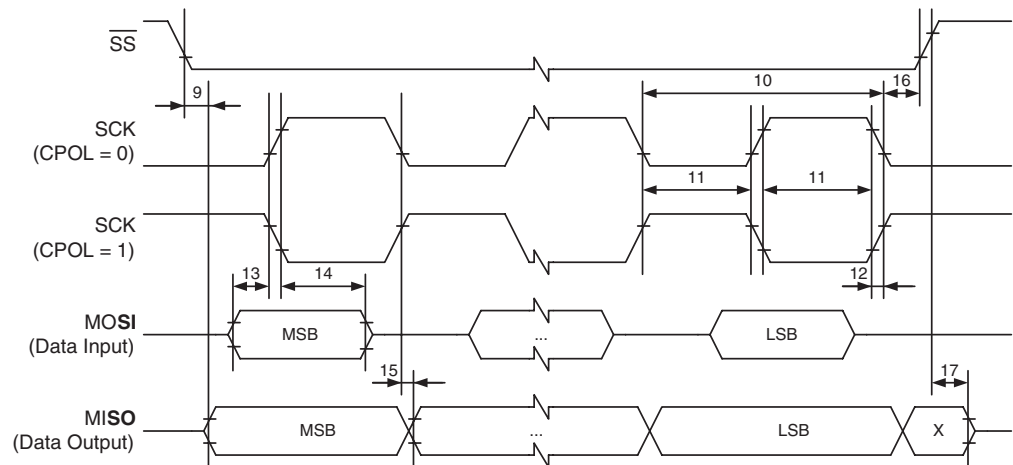 SS
9
10
16
SCK
(CPOL = 0)
11
11
SCK
(CPOL = 1)
13
14
12
MOSI
(Data Input)
MSB
...
LSB
15
17
MISO
(Data Output)
MSB
...
LSB
X